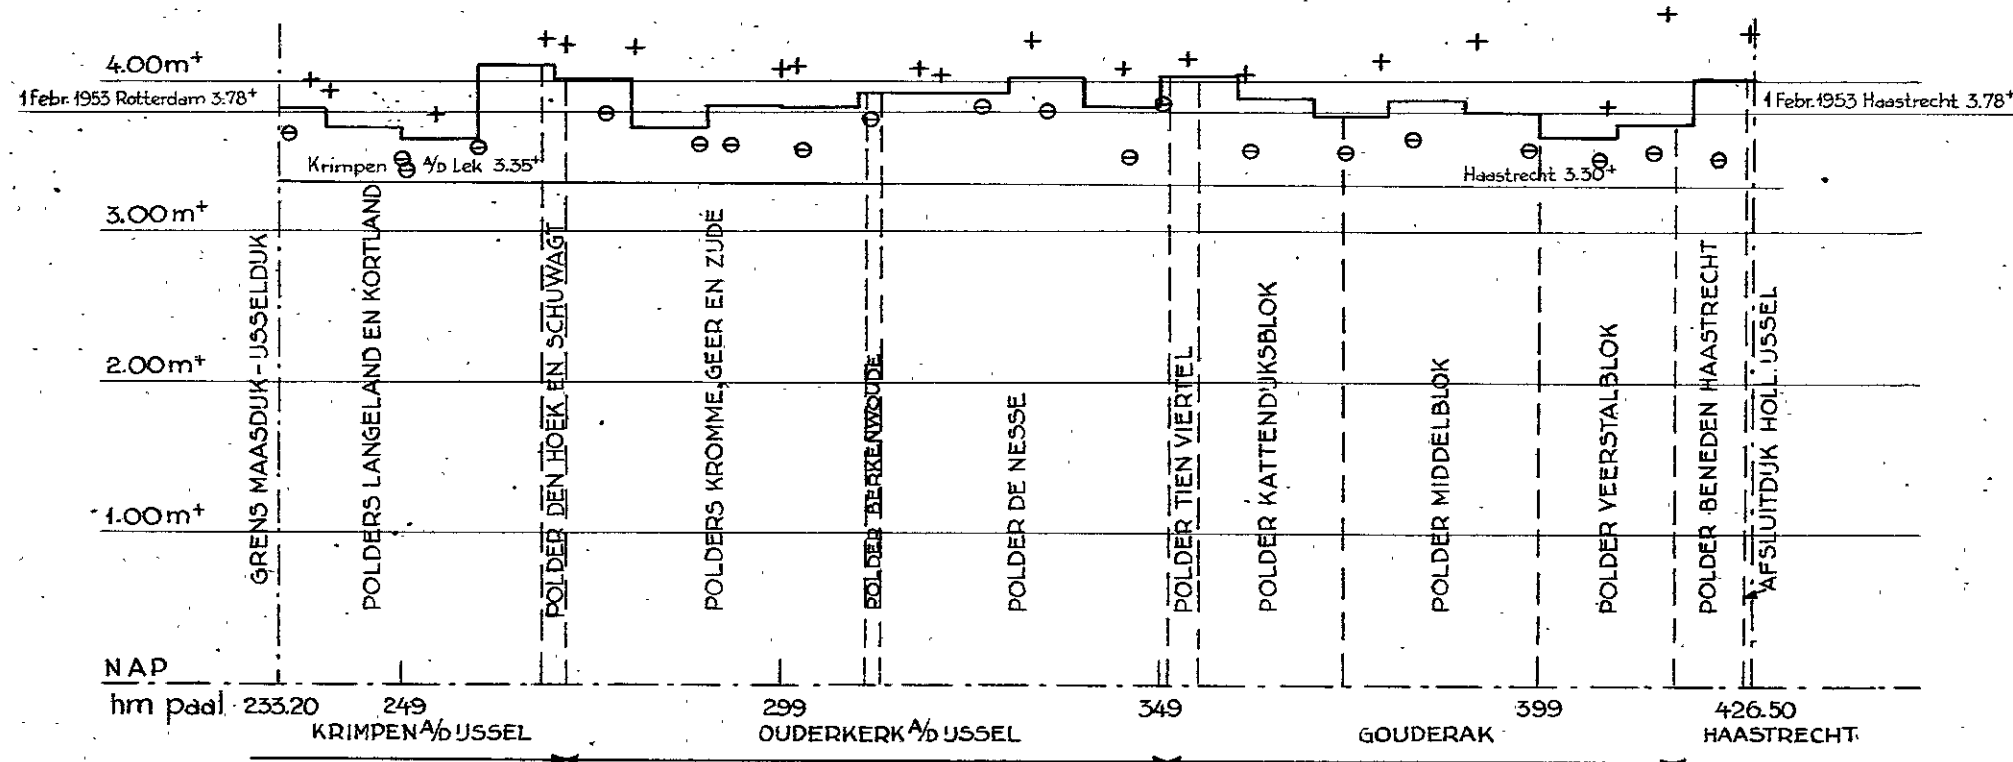 4.00m+
1 Febr. 1953 Rotterdam 3.78+
1 Febr. 1953 Haastrecht 3.78+
Krimpen A/D Lek 3.35+
Haastrecht 3.30+
3.00m+
2.00m+
1.00m+
GRENS MAASDIJK-IJSSELDIJK
POLDERS LANGELAND EN KORTLAND
POLDER DEN HOEK EN SCHUWAGT
POLDERS KROMME, GEER EN ZIJDE
POLDER BERKENWOUDE
POLDER DE NESSE
POLDER TIEN VIERTEL
POLDER KATTENDIJKSBLOK
POLDER MIDDELBLOK
POLDER VEERSTALBLOK
POLDER BENEDEN HAASTRECHT
AFSLUITDIJK HOLL. IJSSEL
NAP
hm paal 233.20 249 299 349 399 426.50
KRIMPEN A/D IJSSEL OUDERKERK A/D IJSSEL GOUDERAK HAASTRECHT